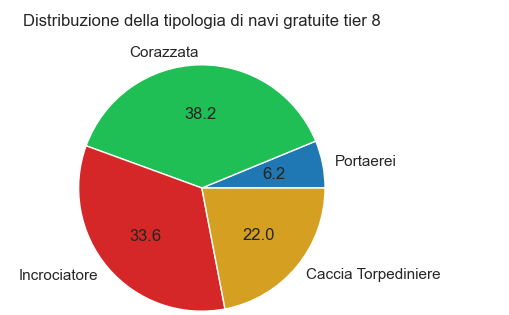 Distribuzione della tipologia di navi gratuite tier 8
Corazzata
38.2
Portaerei
6.2
33.6
22.0
Incrociatore
Caccia Torpediniere